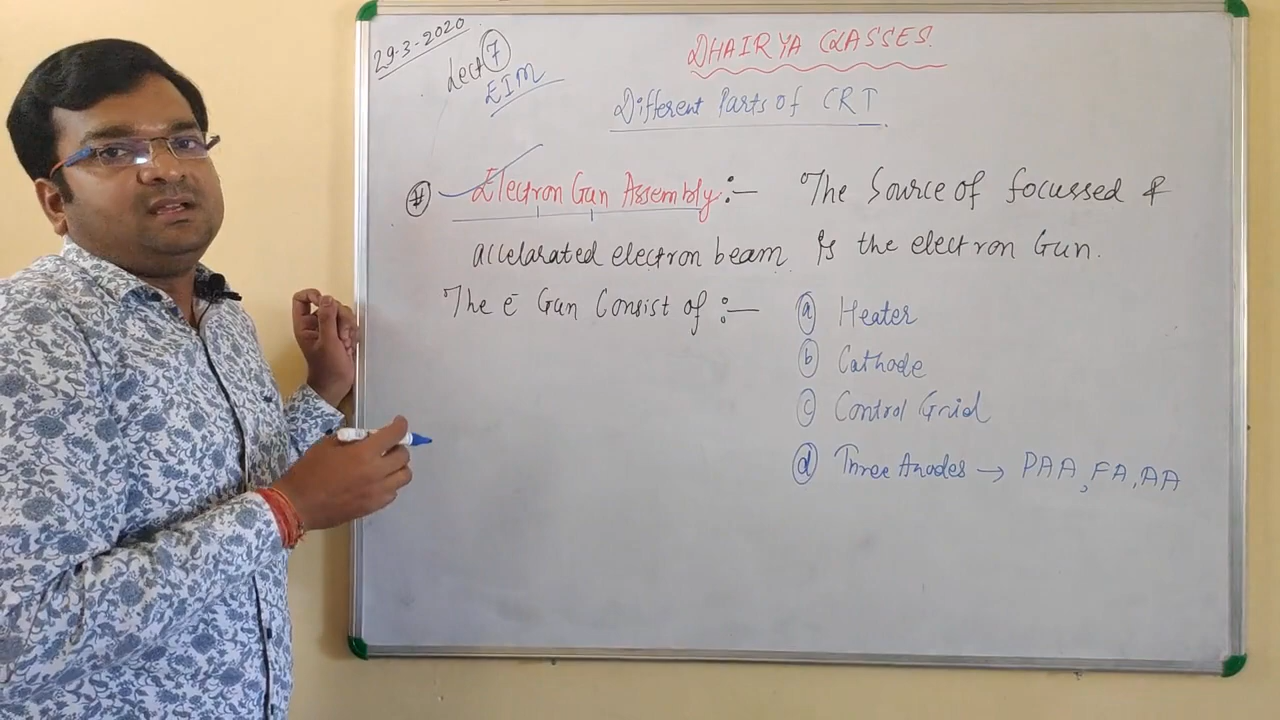 29-3-2020
Lect 7
EIM
DHAIRYA CLASSES.
Different Parts of CRT
# Electron Gun Assembly :- The Source of focussed &
accelarated electron beam is the electron Gun.
The e⁻ Gun Consist of :-
a Heater
b Cathode
c Control Grid
d Three Anodes → PAA, FA, AA